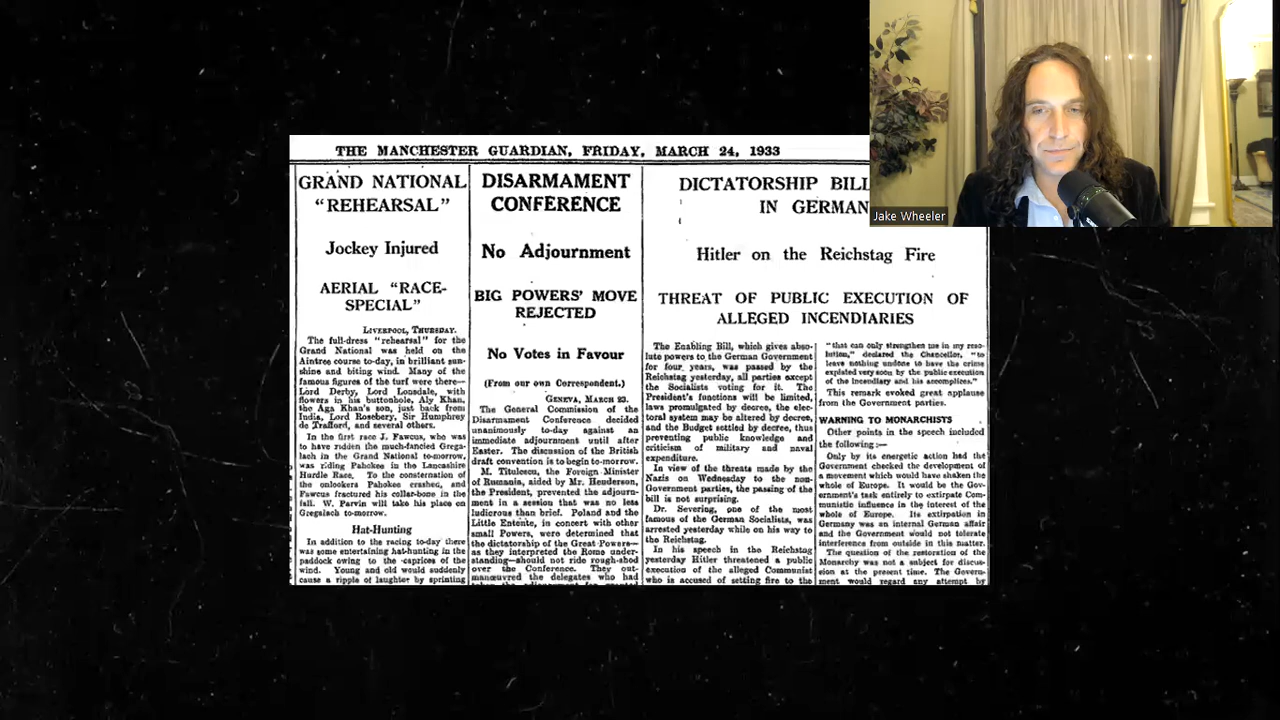 THE MANCHESTER GUARDIAN, FRIDAY, MARCH 24, 1933
GRAND NATIONAL
"REHEARSAL"
Jockey Injured
AERIAL "RACE-
SPECIAL"
LIVERPOOL, THURSDAY.
The full-dress "rehearsal" for the
Grand National was held on the
Aintree course to-day, in brilliant sun-
shine and biting wind. Many of the
famous figures of the turf were there—
Lord Derby, Lord Lonsdale, with
flowers in his buttonhole, Aly Khan,
the Aga Khan's son, just back from
India, Lord Rosebery, Sir Humphrey
de Trafford, and several others.
In the first race J. Fawcus, who was
to have ridden the much-fancied Grega-
lach in the Grand National to-morrow,
was riding Pahokee in the Lancashire
Hurdle Race. To the consternation of
the onlookers Pahokee crashed, and
Fawcus fractured his collar-bone in the
fall. W. Parvin will take his place on
Gregalach to-morrow.
Hat-Hunting
In addition to the racing to-day there
was some entertaining hat-hunting in the
paddock owing to the caprices of the
wind. Young and old would suddenly
cause a ripple of laughter by sprinting
DISARMAMENT
CONFERENCE
No Adjournment
BIG POWERS' MOVE
REJECTED
No Votes in Favour
(From our own Correspondent.)
GENEVA, MARCH 23.
The General Commission of the
Disarmament Conference decided
unanimously to-day against an
immediate adjournment until after
Easter. The discussion of the British
draft convention is to begin to-morrow.
M. Titulescu, the Foreign Minister
of Rumania, aided by Mr. Henderson,
the President, prevented the adjourn-
ment in a session that was no less
ludicrous than brief. Poland and the
Little Entente, in concert with other
small Powers, were determined that
the dictatorship of the Great Powers—
as they interpreted the Rome under-
standing—should not ride rough-shod
over the Conference. They out-
manœuvred the delegates who had
DICTATORSHIP BILL
IN GERMAN
Hitler on the Reichstag Fire
THREAT OF PUBLIC EXECUTION OF
ALLEGED INCENDIARIES
The Enabling Bill, which gives abso-
lute powers to the German Government
for four years, was passed by the
Reichstag yesterday, all parties except
the Socialists voting for it. The
President's functions will be limited,
laws promulgated by decree, the elec-
toral system may be altered by decree,
and the Budget settled by decree, thus
preventing public knowledge and
criticism of military and naval
expenditure.
In view of the threats made by the
Nazis on Wednesday to the non-
Government parties, the passing of the
bill is not surprising.
Dr. Severing, one of the most
famous of the German Socialists, was
arrested yesterday while on his way to
the Reichstag.
In his speech in the Reichstag
yesterday Hitler threatened a public
execution of the alleged Communist
who is accused of setting fire to the
"that can only strengthen me in my reso-
lution," declared the Chancellor, "to
leave nothing undone to have the crime
expiated very soon by the public execution
of the incendiary and his accomplices."
This remark evoked great applause
from the Government parties.
WARNING TO MONARCHISTS
Other points in the speech included
the following:—
Only by its energetic action had the
Government checked the development of
a movement which would have shaken the
whole of Europe. It would be the Gov-
ernment's task entirely to extirpate Com-
munistic influence in the interest of the
whole of Europe. Its extirpation in
Germany was an internal German affair
and the Government would not tolerate
interference from outside in this matter.
The question of the restoration of the
Monarchy was not a subject for discus-
sion at the present time. The Govern-
ment would regard any attempt by
Jake Wheeler